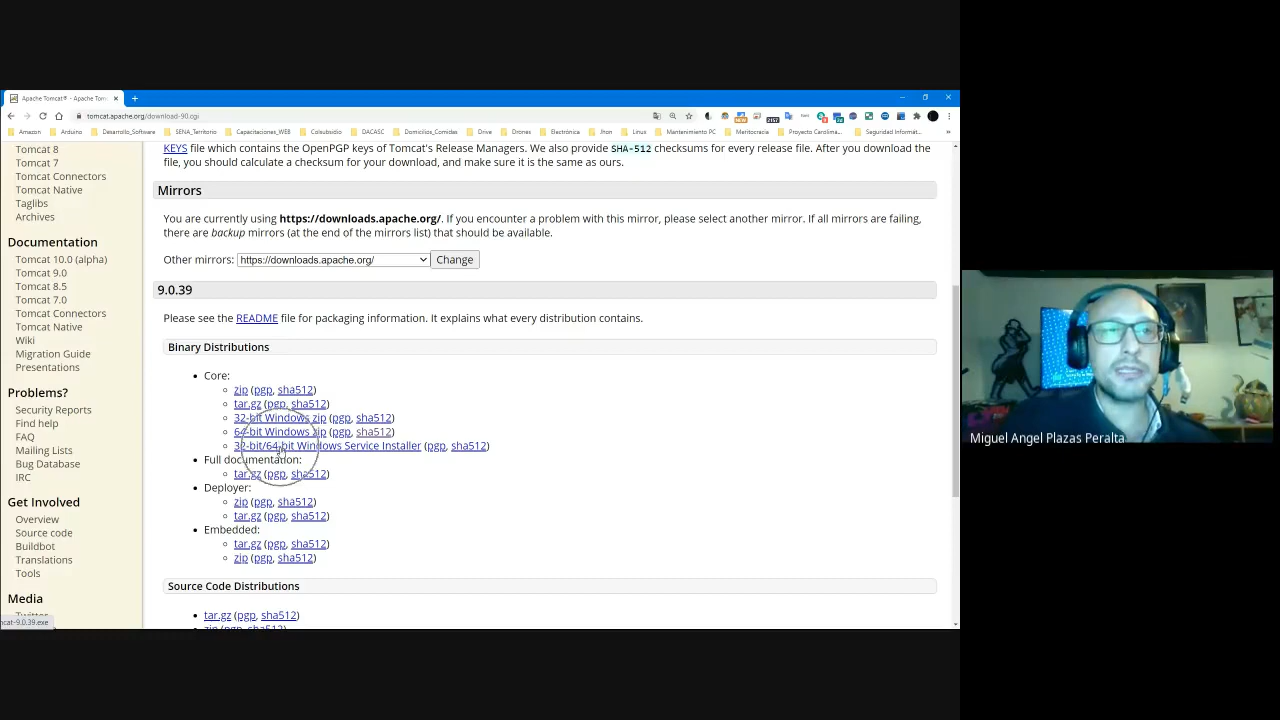 Apache Tomcat® - Apache Tom
tomcat.apache.org/download-90.cgi
Amazon
Arduino
Desarrollo_Software
SENA_Territorio
Capacitaciones_WEB
Colsubsidio
DACASC
Domicilios_Comidas
Drive
Drones
Electrónica
Jhon
Linux
Mantenimiento PC
Meritocracia
Proyecto Carolina...
Seguridad Informat...
»
Tomcat 8
Tomcat 7
Tomcat Connectors
Tomcat Native
Taglibs
Archives
Documentation
Tomcat 10.0 (alpha)
Tomcat 9.0
Tomcat 8.5
Tomcat 7.0
Tomcat Connectors
Tomcat Native
Wiki
Migration Guide
Presentations
Problems?
Security Reports
Find help
FAQ
Mailing Lists
Bug Database
IRC
Get Involved
Overview
Source code
Buildbot
Translations
Tools
Media
Twitter
ncat-9.0.39.exe
KEYS file which contains the OpenPGP keys of Tomcat's Release Managers. We also provide SHA-512 checksums for every release file. After you download the
file, you should calculate a checksum for your download, and make sure it is the same as ours.
Mirrors
You are currently using https://downloads.apache.org/. If you encounter a problem with this mirror, please select another mirror. If all mirrors are failing,
there are backup mirrors (at the end of the mirrors list) that should be available.
Other mirrors: https://downloads.apache.org/ Change
9.0.39
Please see the README file for packaging information. It explains what every distribution contains.
Binary Distributions
Core:
zip (pgp, sha512)
tar.gz (pgp, sha512)
32-bit Windows zip (pgp, sha512)
64-bit Windows zip (pgp, sha512)
32-bit/64-bit Windows Service Installer (pgp, sha512)
Full documentation:
tar.gz (pgp, sha512)
Deployer:
zip (pgp, sha512)
tar.gz (pgp, sha512)
Embedded:
tar.gz (pgp, sha512)
zip (pgp, sha512)
Source Code Distributions
tar.gz (pgp, sha512)
zip (pgp, sha512)
Miguel Angel Plazas Peralta